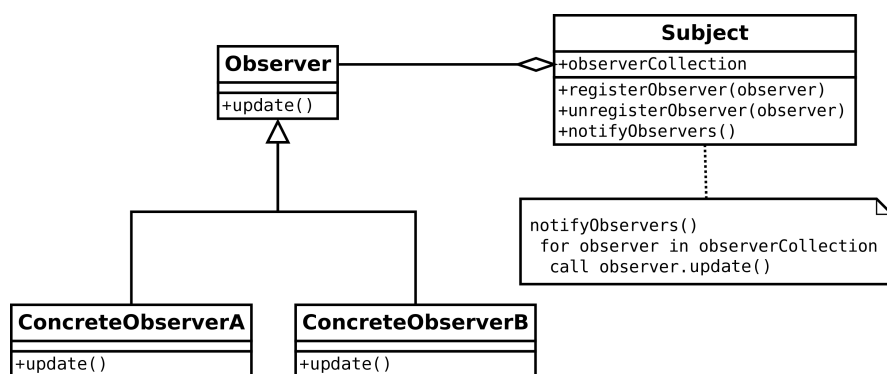 Observer
+update()
Subject
+observerCollection
+registerObserver(observer)
+unregisterObserver(observer)
+notifyObservers()
notifyObservers()
for observer in observerCollection
call observer.update()
ConcreteObserverA
+update()
ConcreteObserverB
+update()